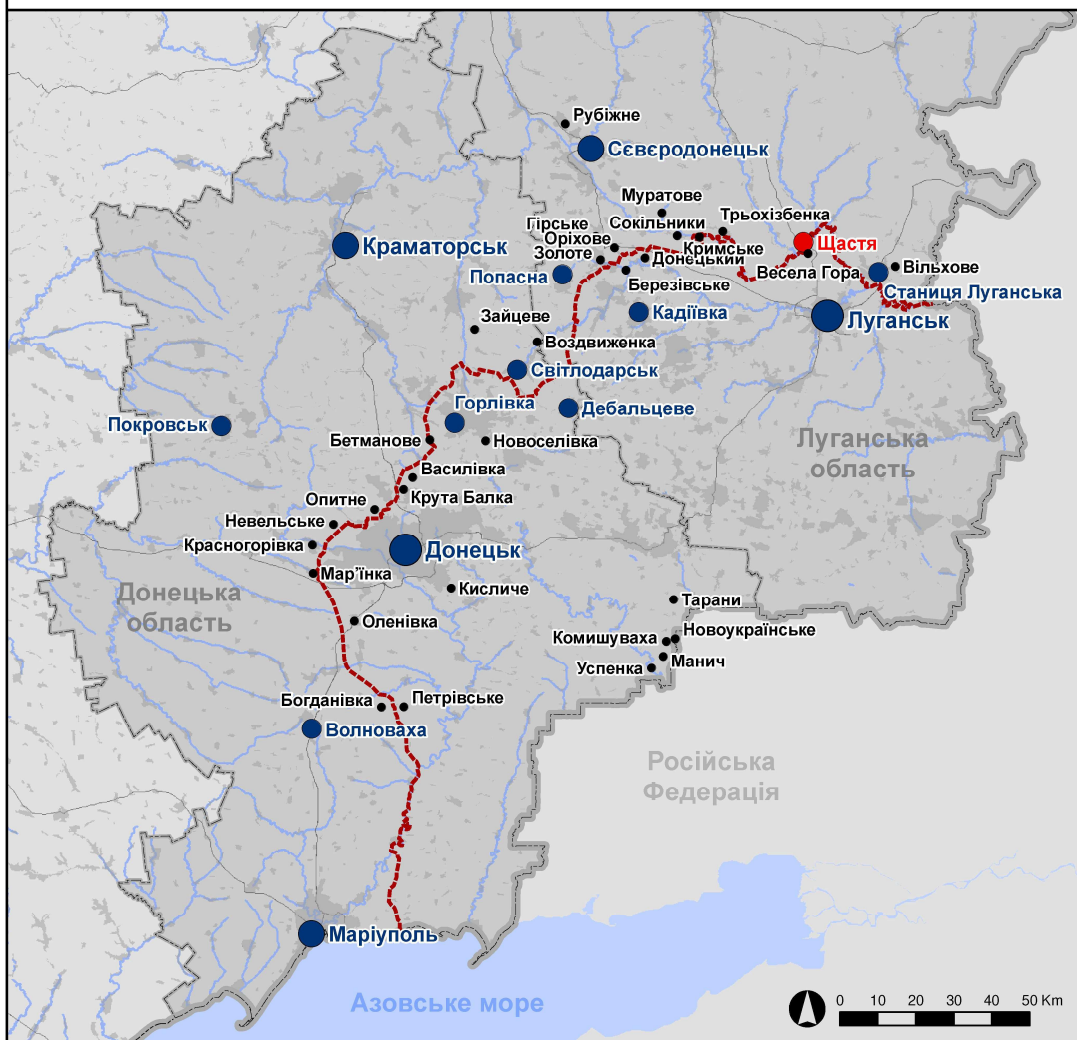 Рубіжне
Сєвєродонецьк
Муратове
Трьохізбенка
Сокільники
Гірське
Кримське
Оріхове
Щастя
Краматорськ
Золоте
Донецький
Весела Гора
Вільхове
Попасна
Березівське
Станиця Луганська
Кадіївка
Зайцеве
Луганськ
Воздвиженка
Світлодарськ
Горлівка
Дебальцеве
Покровськ
Бетманове
Новоселівка
Луганська
область
Василівка
Крута Балка
Опитне
Невельське
Красногорівка
Донецьк
Мар'їнка
Донецька
область
Кисличе
Тарани
Оленівка
Новоукраїнське
Комишуваха
Манич
Успенка
Богданівка
Петрівське
Волноваха
Російська
Федерація
Маріуполь
Азовське море
0 10 20 30 40 50 Км